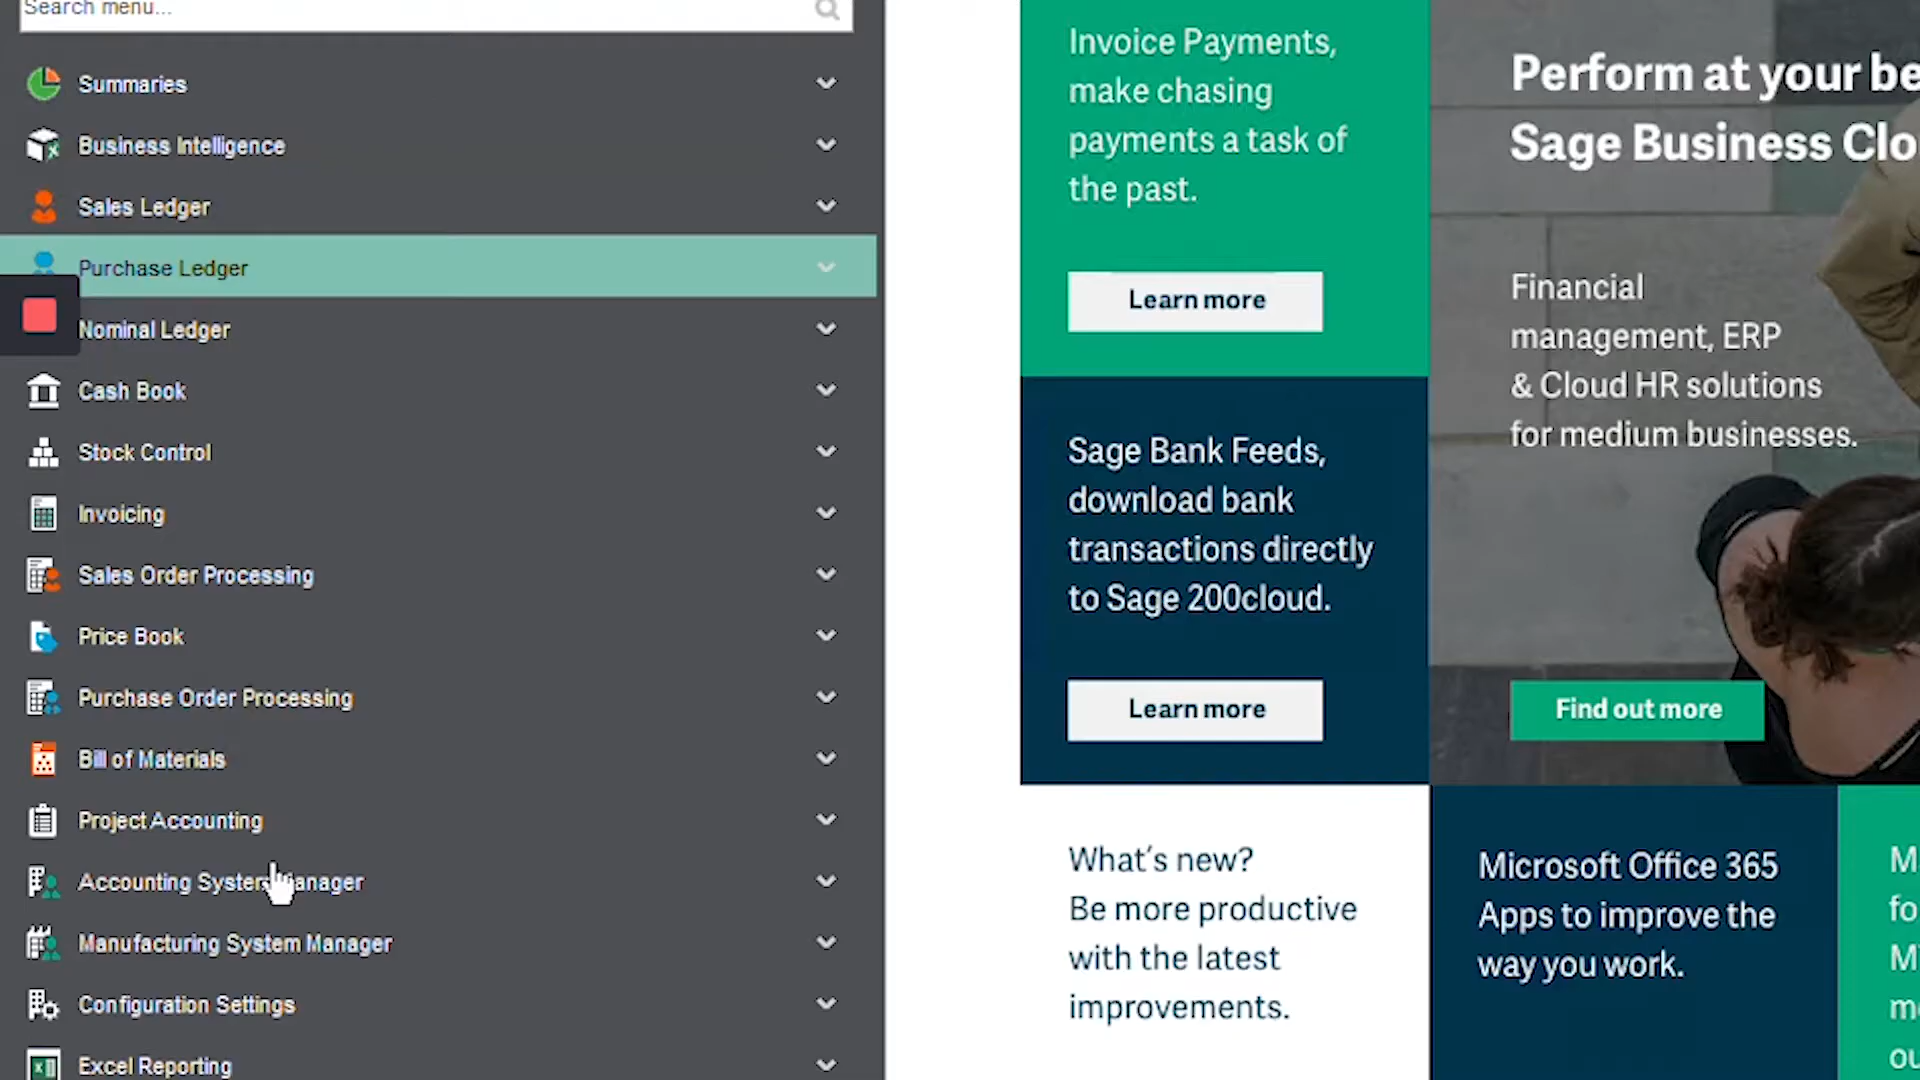 Search menu...
Summaries
Business Intelligence
Sales Ledger
Purchase Ledger
Nominal Ledger
Cash Book
Stock Control
Invoicing
Sales Order Processing
Price Book
Purchase Order Processing
Bill of Materials
Project Accounting
Accounting System Manager
Manufacturing System Manager
Configuration Settings
Excel Reporting
Invoice Payments,
make chasing
payments a task of
the past.
Learn more
Sage Bank Feeds,
download bank
transactions directly
to Sage 200cloud.
Learn more
What's new?
Be more productive
with the latest
improvements.
Perform at your be
Sage Business Clo
Financial
management, ERP
& Cloud HR solutions
for medium businesses.
Find out more
Microsoft Office 365
Apps to improve the
way you work.